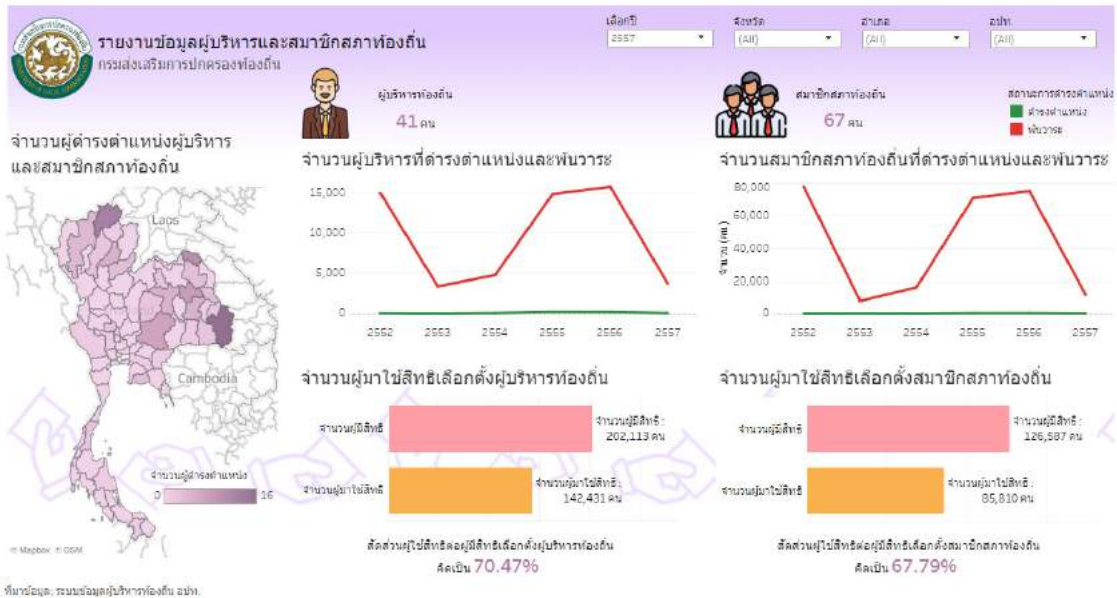 รายงานข้อมูลผู้บริหารและสมาชิกสภาท้องถิ่น
กรมส่งเสริมการปกครองท้องถิ่น
เลือกปี
2557
จังหวัด
(All)
อำเภอ
(All)
อปท.
(All)
ผู้บริหารท้องถิ่น
41 คน
สมาชิกสภาท้องถิ่น
67 คน
สถานะการดำรงตำแหน่ง
ดำรงตำแหน่ง
พ้นวาระ
จำนวนผู้ดำรงตำแหน่งผู้บริหาร
และสมาชิกสภาท้องถิ่น
Laos
Cambodia
จำนวนผู้ดำรงตำแหน่ง
0 16
© Mapbox © OSM
จำนวนผู้บริหารที่ดำรงตำแหน่งและพ้นวาระ
15,000
10,000
5,000
0
2552 2553 2554 2555 2556 2557
จำนวนสมาชิกสภาท้องถิ่นที่ดำรงตำแหน่งและพ้นวาระ
จำนวน (คน)
80,000
60,000
40,000
20,000
0
2552 2553 2554 2555 2556 2557
จำนวนผู้มาใช้สิทธิเลือกตั้งผู้บริหารท้องถิ่น
จำนวนผู้มีสิทธิ
จำนวนผู้มีสิทธิ :
202,113 คน
จำนวนผู้มาใช้สิทธิ
จำนวนผู้มาใช้สิทธิ :
142,431 คน
สัดส่วนผู้ใช้สิทธิต่อผู้มีสิทธิเลือกตั้งผู้บริหารท้องถิ่น
คิดเป็น 70.47%
จำนวนผู้มาใช้สิทธิเลือกตั้งสมาชิกสภาท้องถิ่น
จำนวนผู้มีสิทธิ
จำนวนผู้มีสิทธิ :
126,587 คน
จำนวนผู้มาใช้สิทธิ
จำนวนผู้มาใช้สิทธิ :
85,810 คน
สัดส่วนผู้ใช้สิทธิต่อผู้มีสิทธิเลือกตั้งสมาชิกสภาท้องถิ่น
คิดเป็น 67.79%
ที่มาข้อมูล: ระบบข้อมูลผู้บริหารท้องถิ่น อปท.